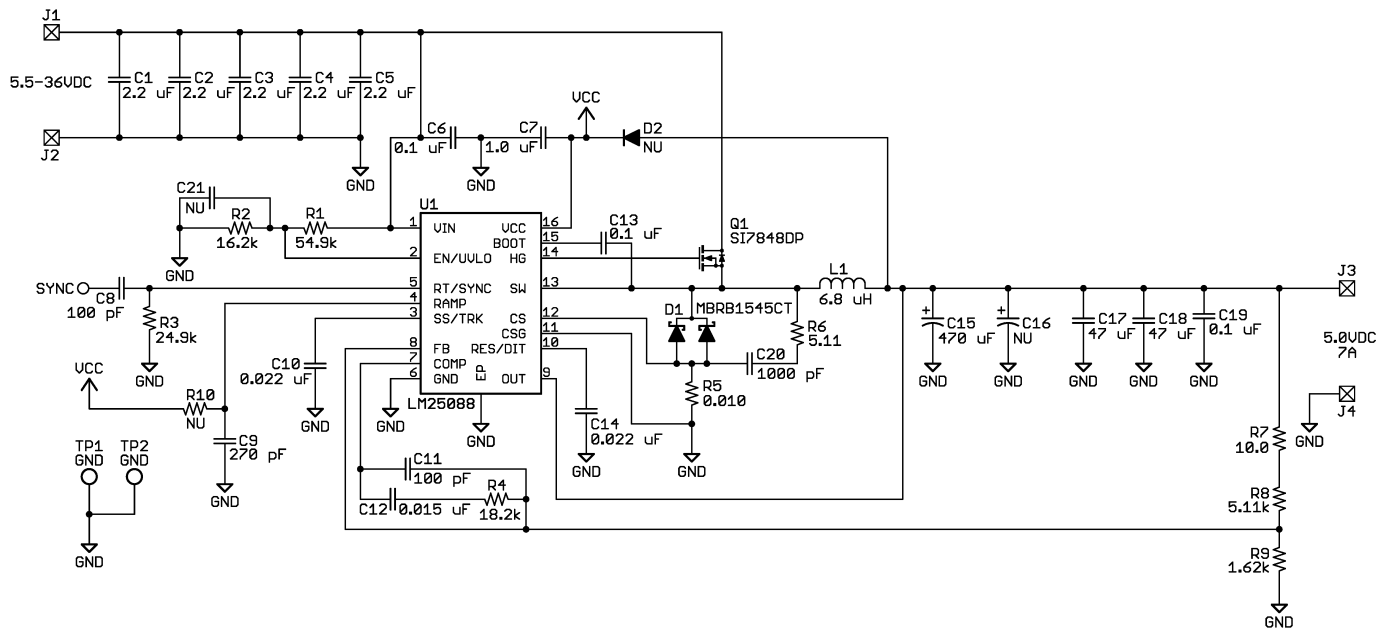 J1
5.5-36VDC
J2
C1
2.2 uF
C2
2.2 uF
C3
2.2 uF
C4
2.2 uF
C5
2.2 uF
GND
C6
0.1 uF
GND
C7
1.0 uF
VCC
D2
NU
C21
NU
R2
16.2k
R1
54.9k
GND
U1
1 VIN
2 EN/UVLO
5 RT/SYNC
4 RAMP
3 SS/TRK
8 FB
7 COMP
6 GND
EP
VCC 16
BOOT 15
HG 14
SW 13
CS 12
CSG 11
RES/DIT 10
OUT 9
LM25088
C13
0.1 uF
Q1
SI7848DP
SYNC
C8
100 pF
R3
24.9k
GND
VCC
R10
NU
C9
270 pF
GND
C10
0.022 uF
GND
GND
GND
D1
MBRB1545CT
R6
5.11
C20
1000 pF
R5
0.010
GND
C14
0.022 uF
GND
L1
6.8 uH
+
C15
470 uF
GND
+
C16
NU
GND
C17
47 uF
GND
C18
47 uF
GND
C19
0.1 uF
GND
J3
5.0VDC
7A
J4
GND
R7
10.0
R8
5.11k
R9
1.62k
GND
C11
100 pF
C12
0.015 uF
R4
18.2k
TP1
GND
TP2
GND
GND